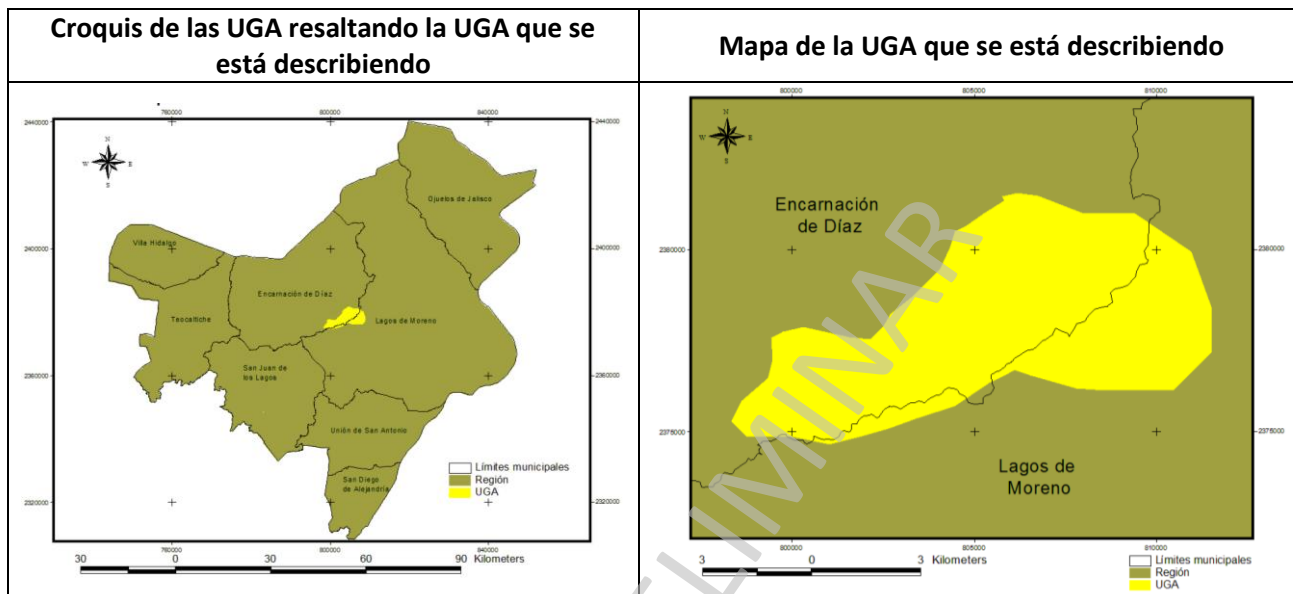 Croquis de las UGA resaltando la UGA que se
está describiendo
Mapa de la UGA que se está describiendo
760000
800000
840000
2440000
2440000
N
W
E
S
Ojuelos de Jalisco
Villa Hidalgo
2400000
2400000
Encarnación de Díaz
Teocaltiche
Lagos de Moreno
San Juan de
los Lagos
2360000
2360000
Unión de San Antonio
Límites municipales
Región
UGA
San Diego
de Alejandría
2320000
2320000
760000
800000
840000
30
0
30
60
90 Kilometers
800000
805000
810000
N
W
E
S
Encarnación
de Díaz
2380000
2380000
2375000
2375000
Lagos de
Moreno
800000
805000
810000
3
0
3 Kilometers
Límites municipales
Región
UGA
ELIMINAR